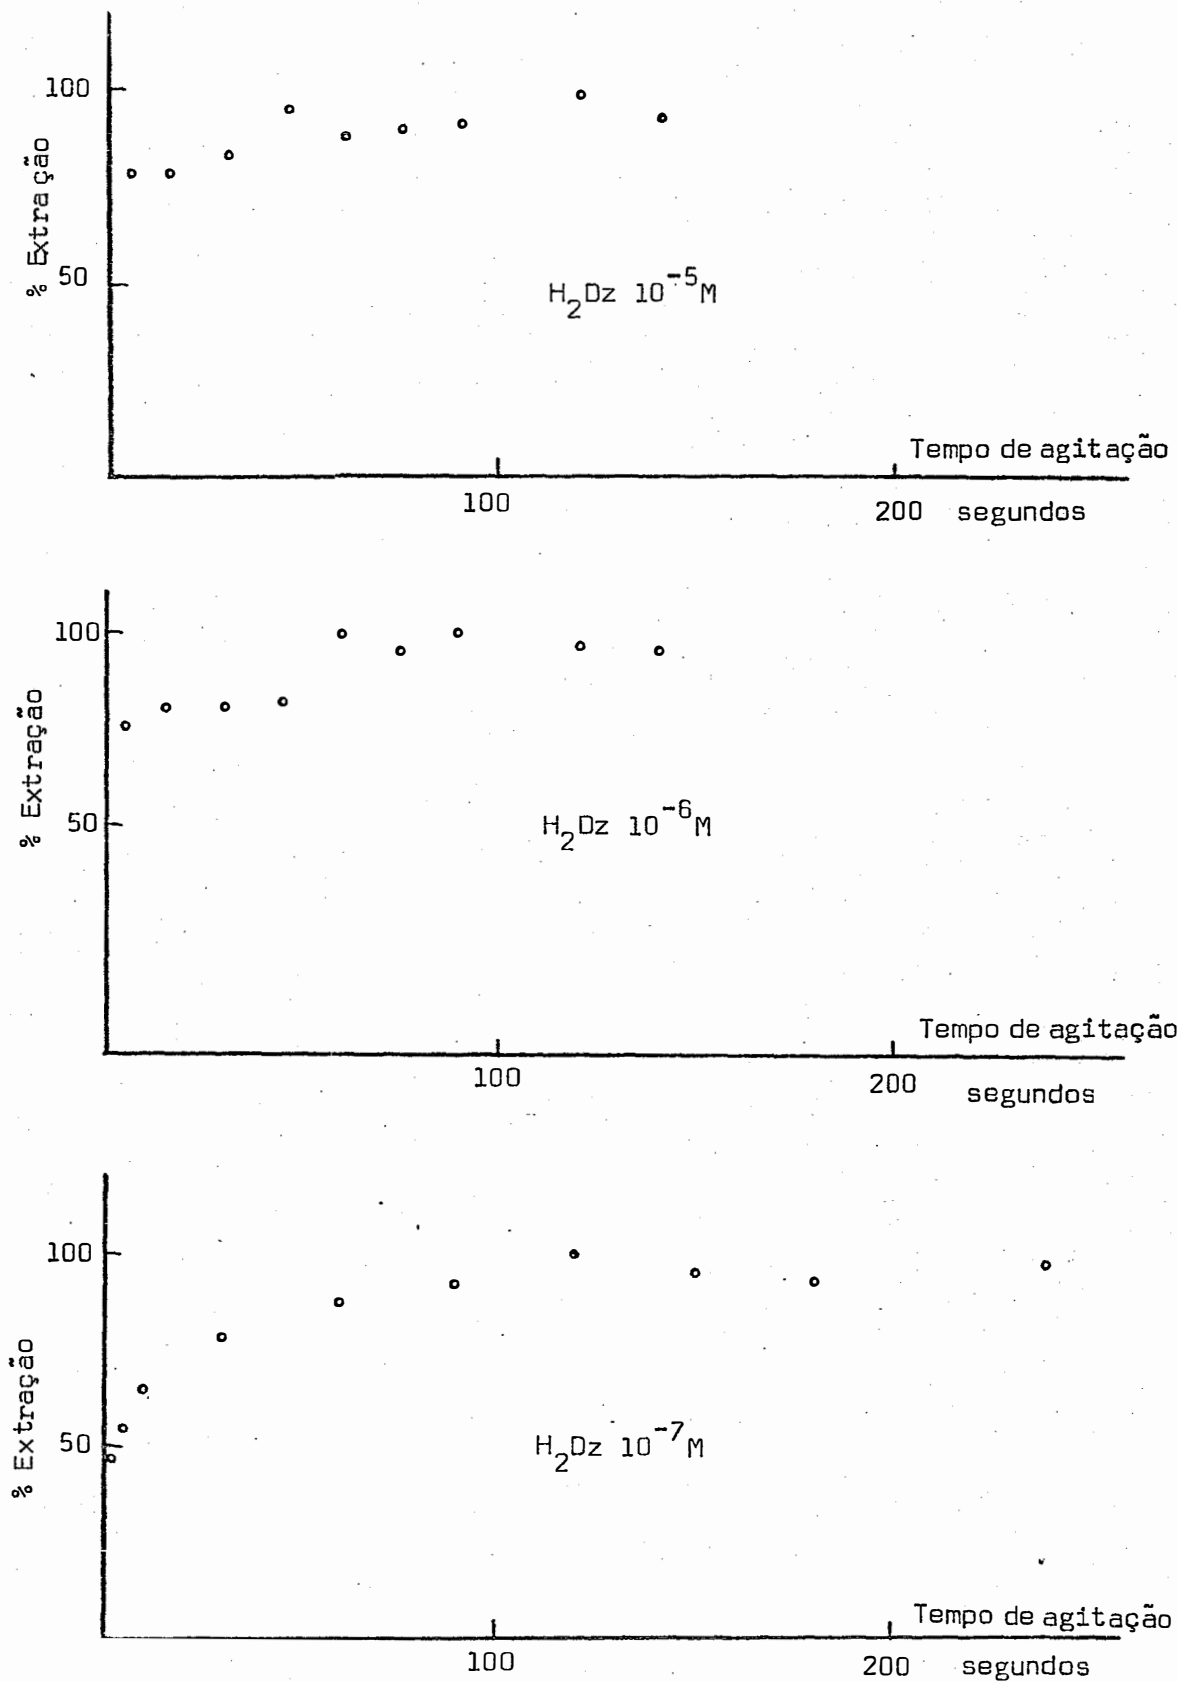 100
% Extração
50
H₂Dz 10⁻⁵M
Tempo de agitação
100
200 segundos
100
% Extração
50
H₂Dz 10⁻⁶M
Tempo de agitação
100
200 segundos
100
% Extração
50
H₂Dz 10⁻⁷M
Tempo de agitação
100
200 segundos